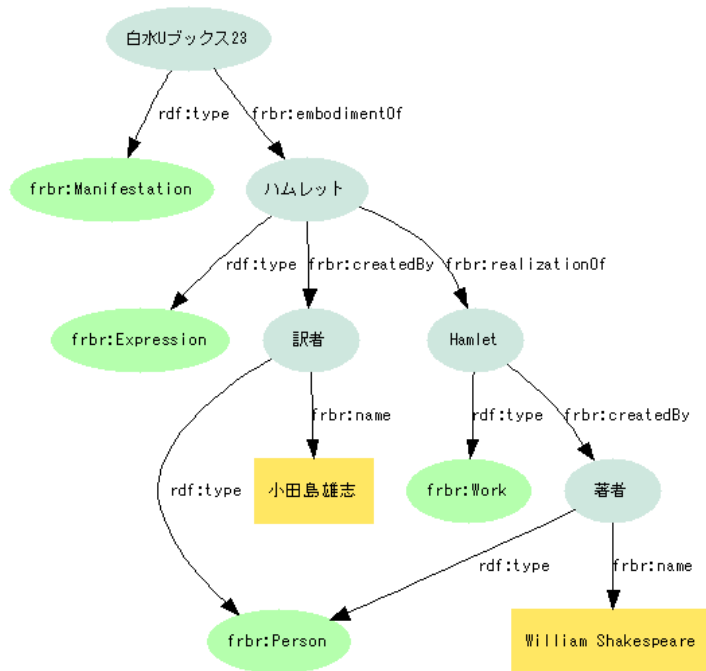 白水Uブックス23
rdf:type
frbr:embodimentOf
frbr:Manifestation
ハムレット
rdf:type
frbr:createdBy
frbr:realizationOf
frbr:Expression
訳者
Hamlet
frbr:name
rdf:type
frbr:createdBy
rdf:type
小田島雄志
frbr:Work
著者
rdf:type
frbr:name
frbr:Person
William Shakespeare